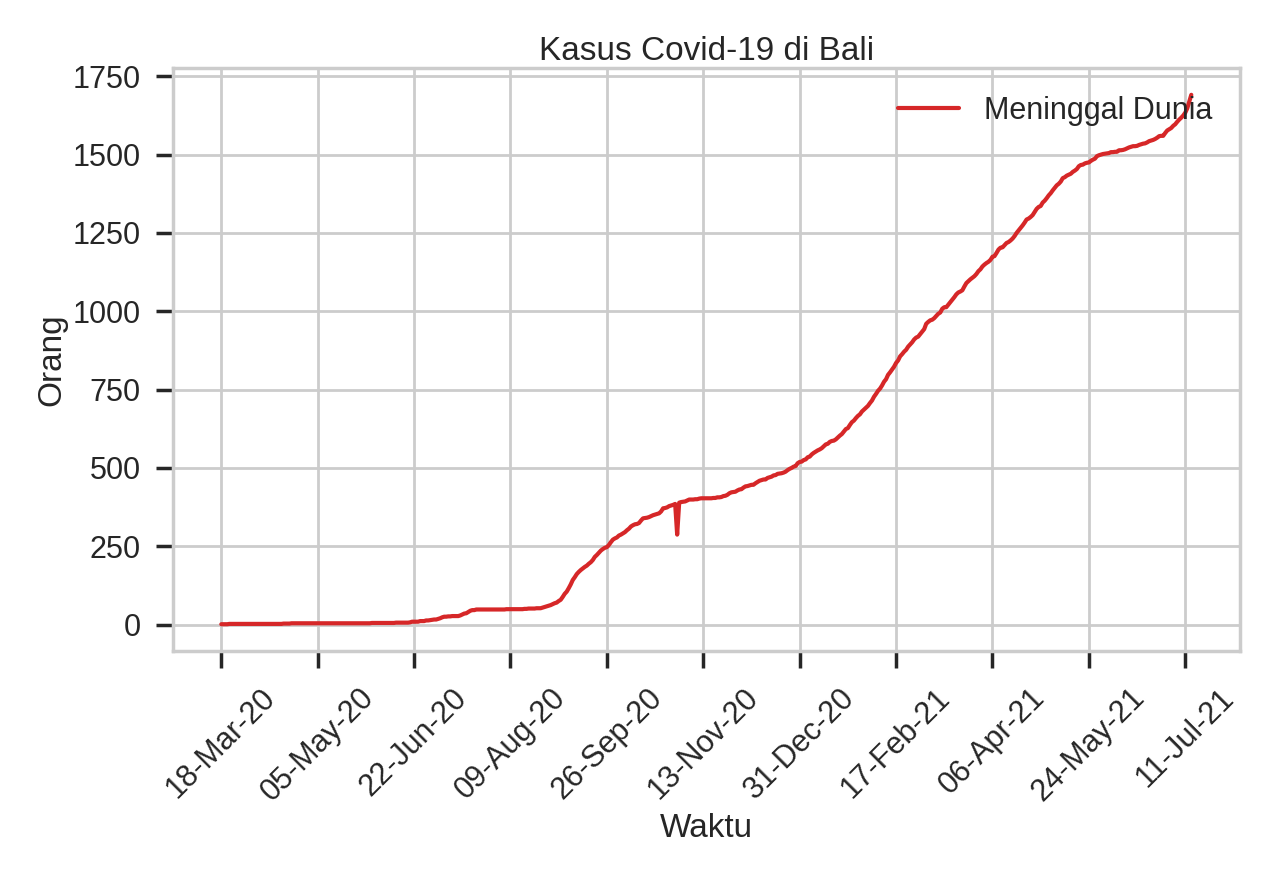 Kasus Covid-19 di Bali
Meninggal Dunia
1750
1500
1250
1000
750
500
250
0
Orang
18-Mar-20
05-May-20
22-Jun-20
09-Aug-20
26-Sep-20
13-Nov-20
31-Dec-20
17-Feb-21
06-Apr-21
24-May-21
11-Jul-21
Waktu